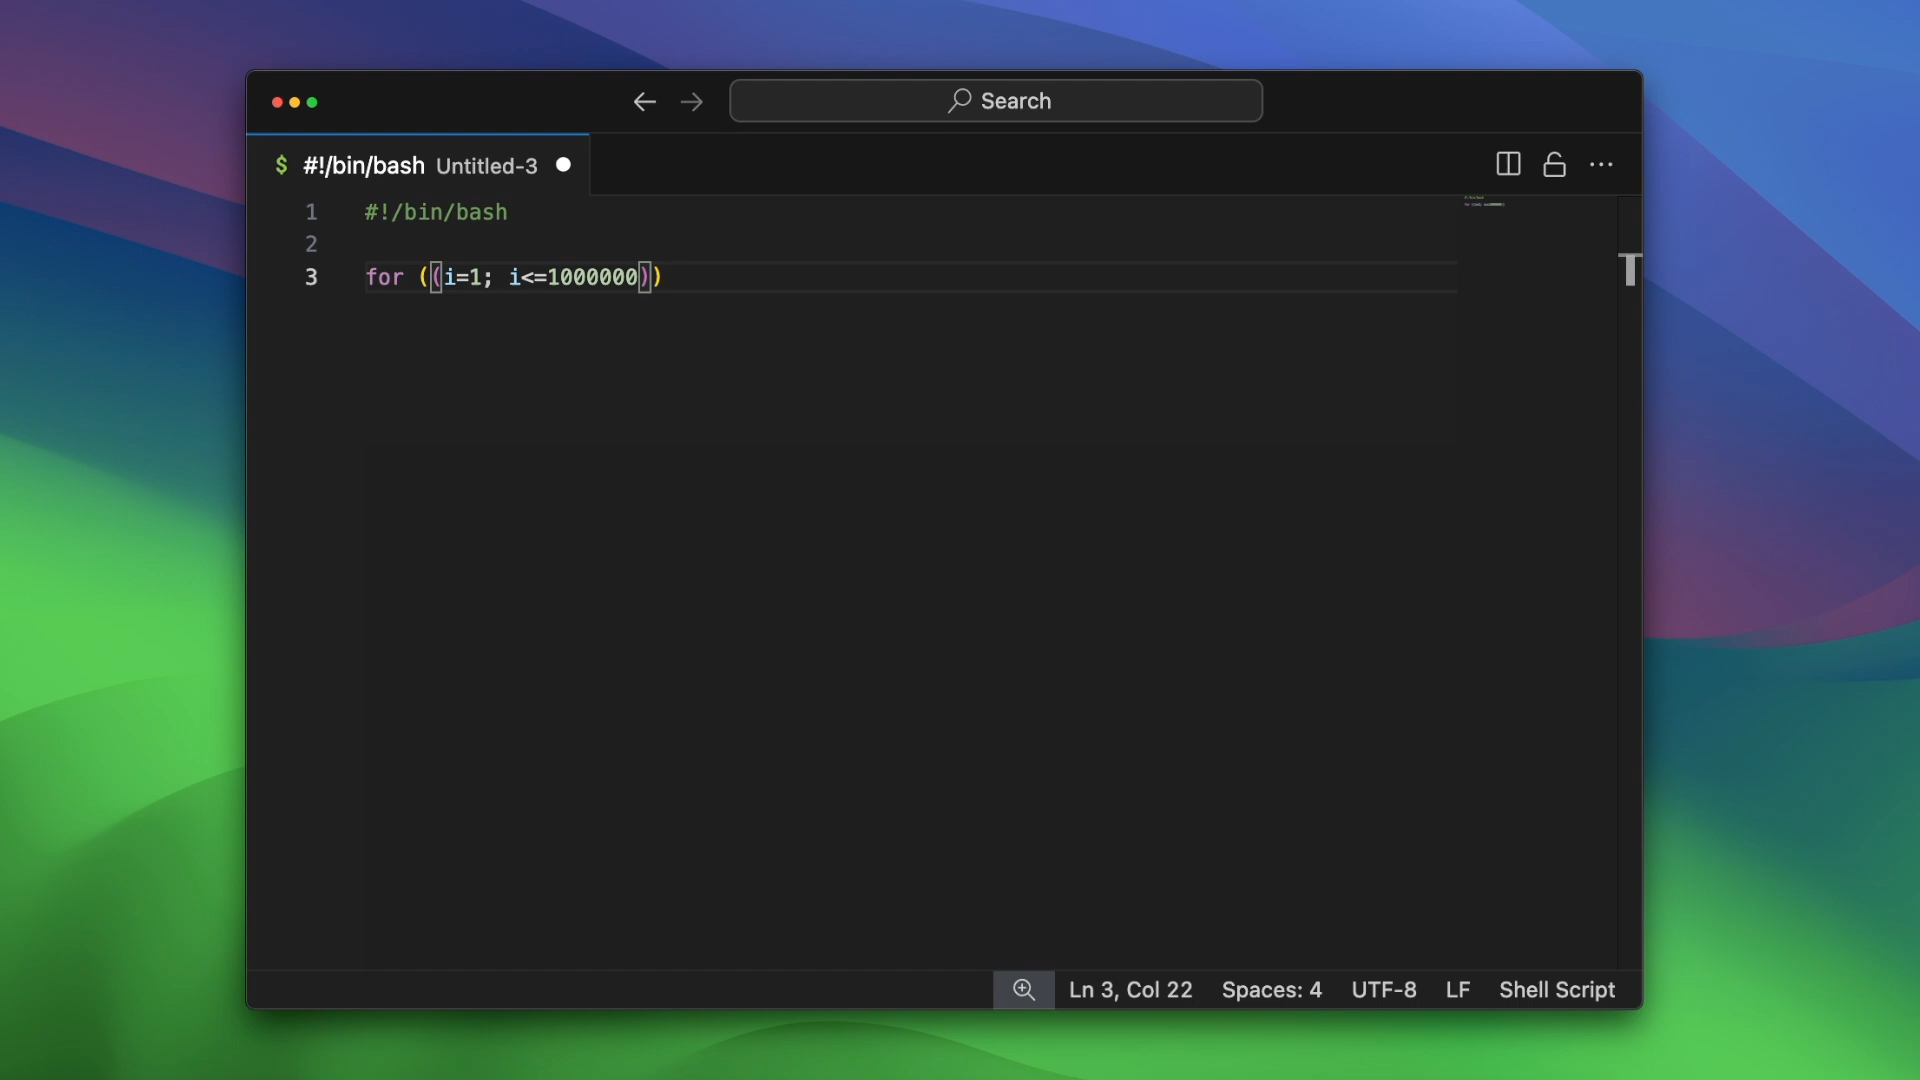 Search
$ #!/bin/bash Untitled-3
1 #!/bin/bash
2
3 for ((i=1; i<=1000000))
Ln 3, Col 22 Spaces: 4 UTF-8 LF Shell Script